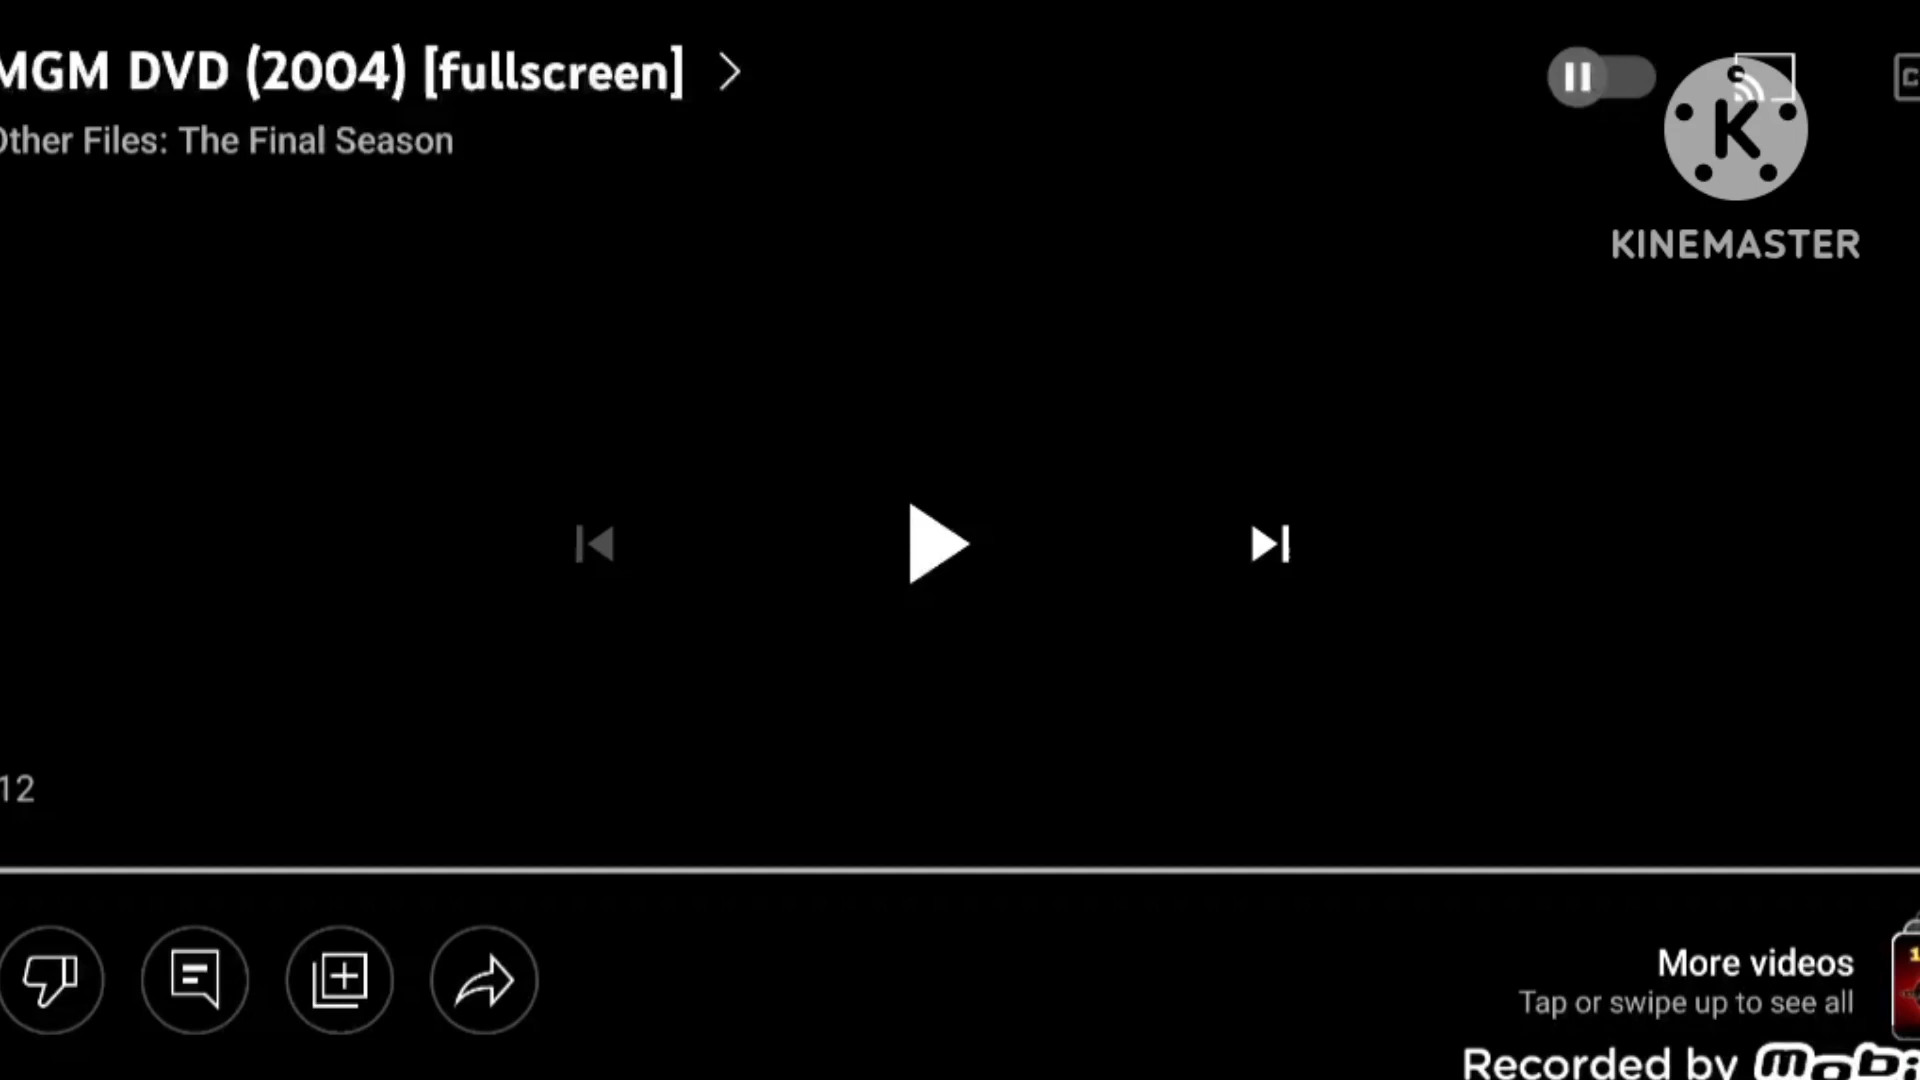 MGM DVD (2004) [fullscreen]
Other Files: The Final Season
K
KINEMASTER
12
More videos
Tap or swipe up to see all
Recorded by